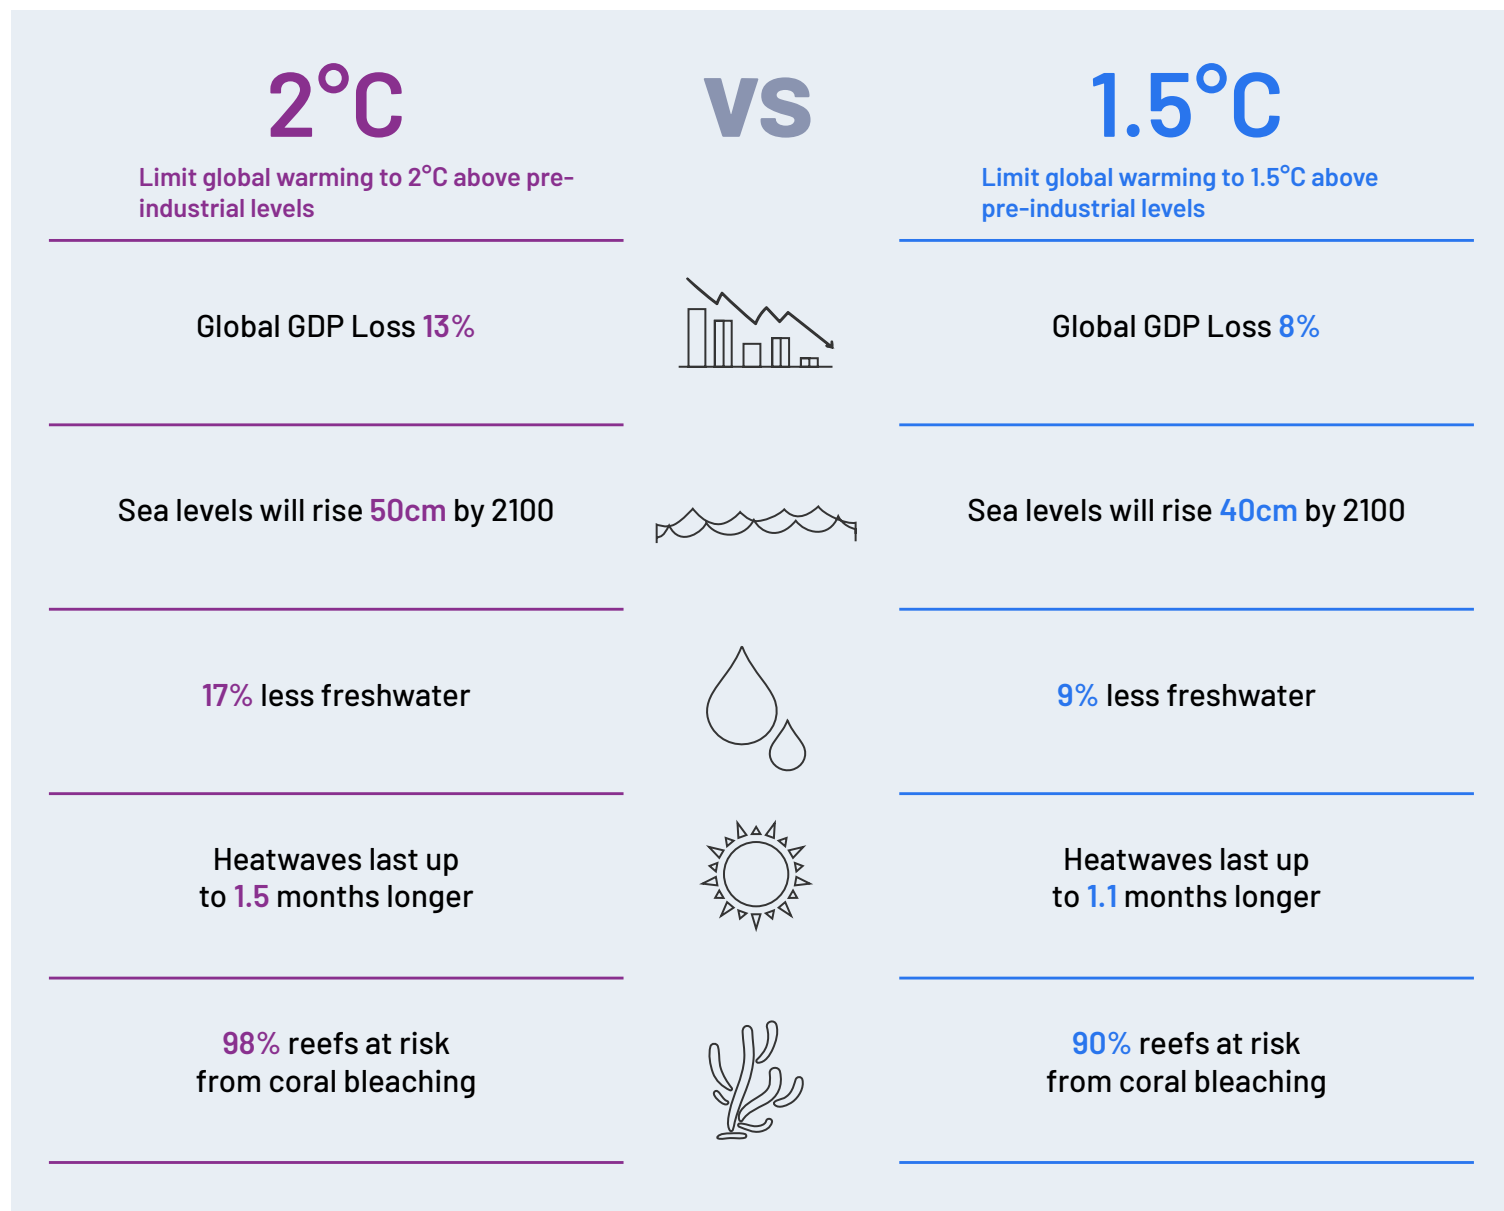 2°C
VS
1.5°C
Limit global warming to 2°C above pre-
industrial levels
Limit global warming to 1.5°C above
pre-industrial levels
Global GDP Loss 13%
Global GDP Loss 8%
Sea levels will rise 50cm by 2100
Sea levels will rise 40cm by 2100
17% less freshwater
9% less freshwater
Heatwaves last up
to 1.5 months longer
Heatwaves last up
to 1.1 months longer
98% reefs at risk
from coral bleaching
90% reefs at risk
from coral bleaching